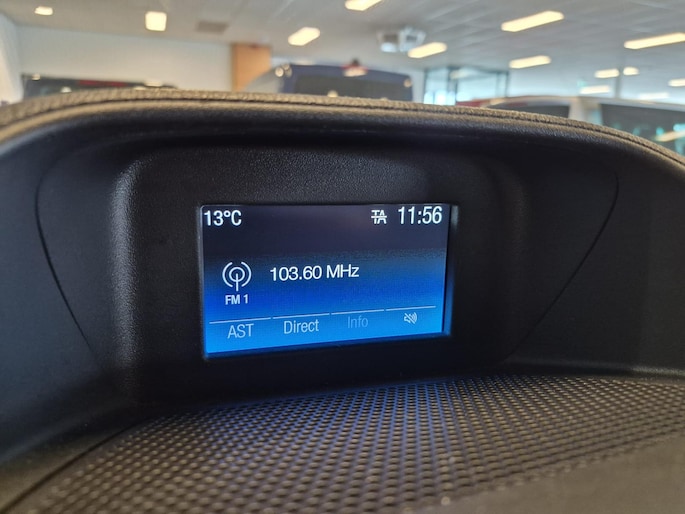 13°C TA 11:56
103.60 MHz
FM 1
AST Direct Info